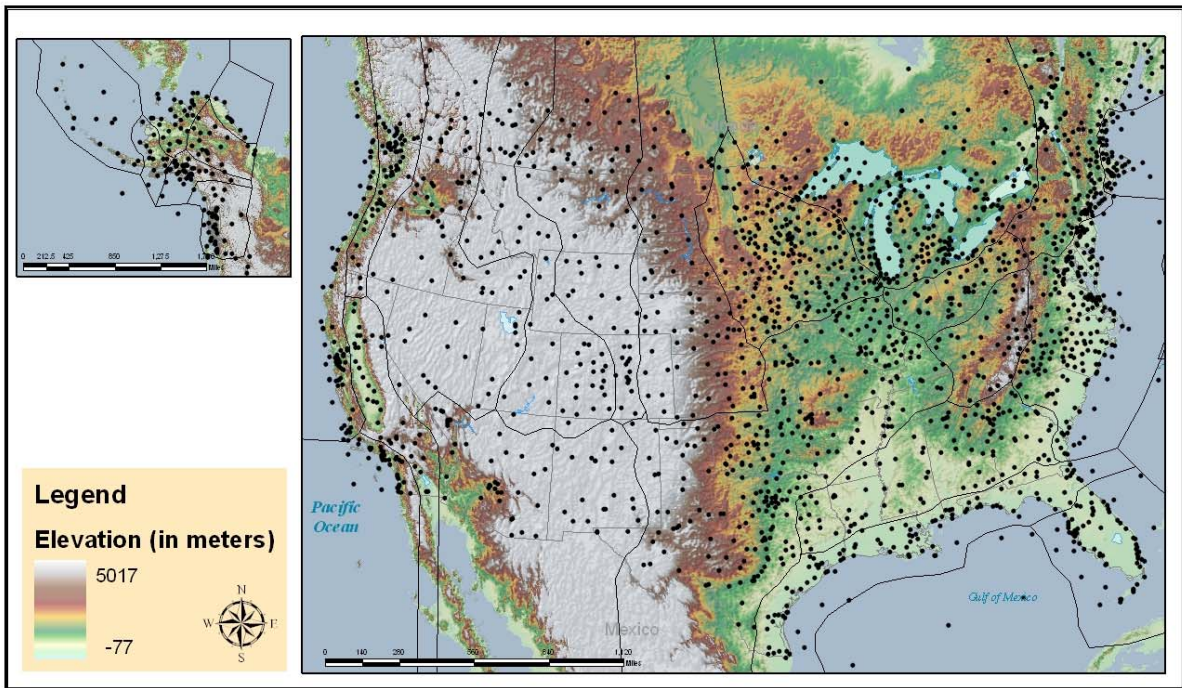 0 212.5 425 850 1,275
Miles
Legend
Elevation (in meters)
5017
-77
N
W E
S
Pacific
Ocean
Gulf of Mexico
Mexico
0 140 280 560 840 1,120
Miles